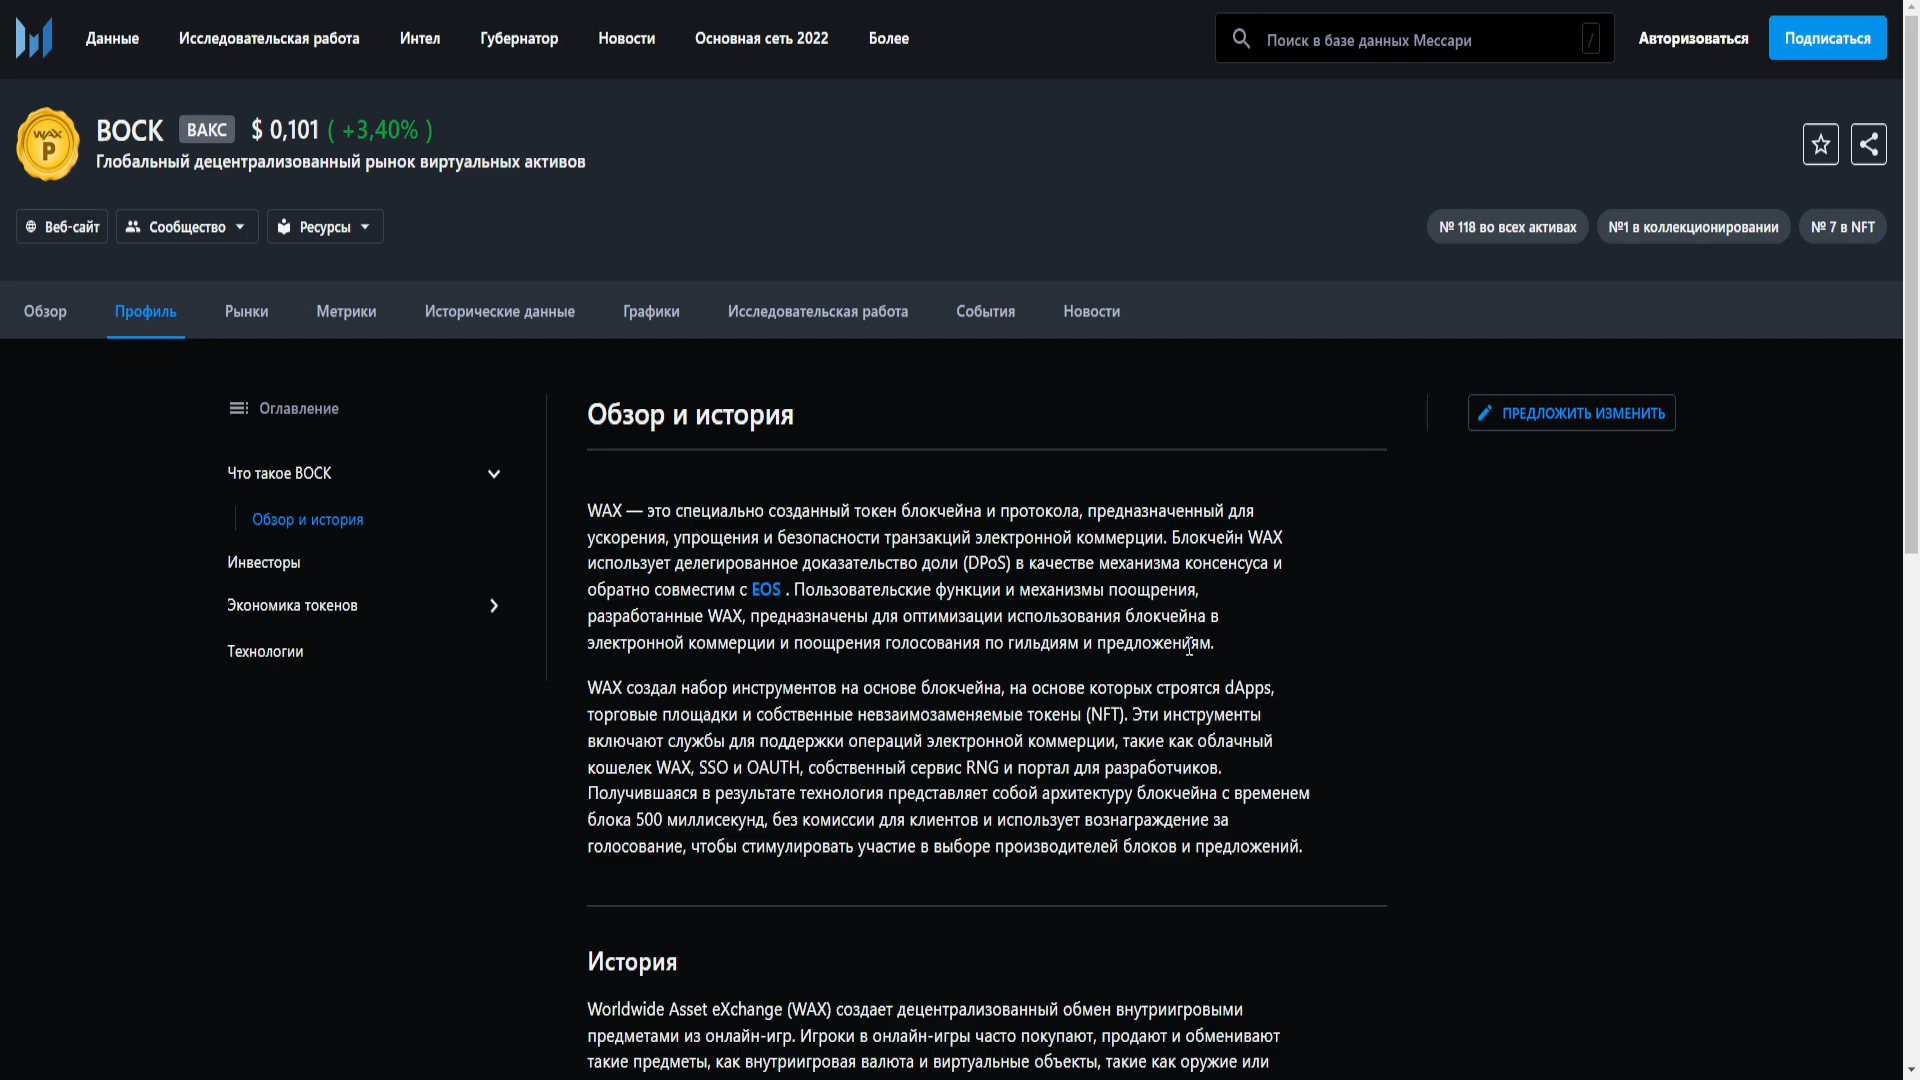 Данные Исследовательская работа Интел Губернатор Новости Основная сеть 2022 Более Поиск в базе данных Мессари / Авторизоваться Подписаться
WAX P
ВОСК ВАКС $ 0,101 ( +3,40% )
Глобальный децентрализованный рынок виртуальных активов
Веб-сайт Сообщество Ресурсы № 118 во всех активах №1 в коллекционировании № 7 в NFT
Обзор Профиль Рынки Метрики Исторические данные Графики Исследовательская работа События Новости
Оглавление
Что такое ВОСК
Обзор и история
Инвесторы
Экономика токенов
Технологии
Обзор и история
ПРЕДЛОЖИТЬ ИЗМЕНИТЬ
WAX — это специально созданный токен блокчейна и протокола, предназначенный для
ускорения, упрощения и безопасности транзакций электронной коммерции. Блокчейн WAX
использует делегированное доказательство доли (DPoS) в качестве механизма консенсуса и
обратно совместим с EOS . Пользовательские функции и механизмы поощрения,
разработанные WAX, предназначены для оптимизации использования блокчейна в
электронной коммерции и поощрения голосования по гильдиям и предложениям.
WAX создал набор инструментов на основе блокчейна, на основе которых строятся dApps,
торговые площадки и собственные невзаимозаменяемые токены (NFT). Эти инструменты
включают службы для поддержки операций электронной коммерции, такие как облачный
кошелек WAX, SSO и OAUTH, собственный сервис RNG и портал для разработчиков.
Получившаяся в результате технология представляет собой архитектуру блокчейна с временем
блока 500 миллисекунд, без комиссии для клиентов и использует вознаграждение за
голосование, чтобы стимулировать участие в выборе производителей блоков и предложений.
История
Worldwide Asset eXchange (WAX) создает децентрализованный обмен внутриигровыми
предметами из онлайн-игр. Игроки в онлайн-игры часто покупают, продают и обменивают
такие предметы, как внутриигровая валюта и виртуальные объекты, такие как оружие или